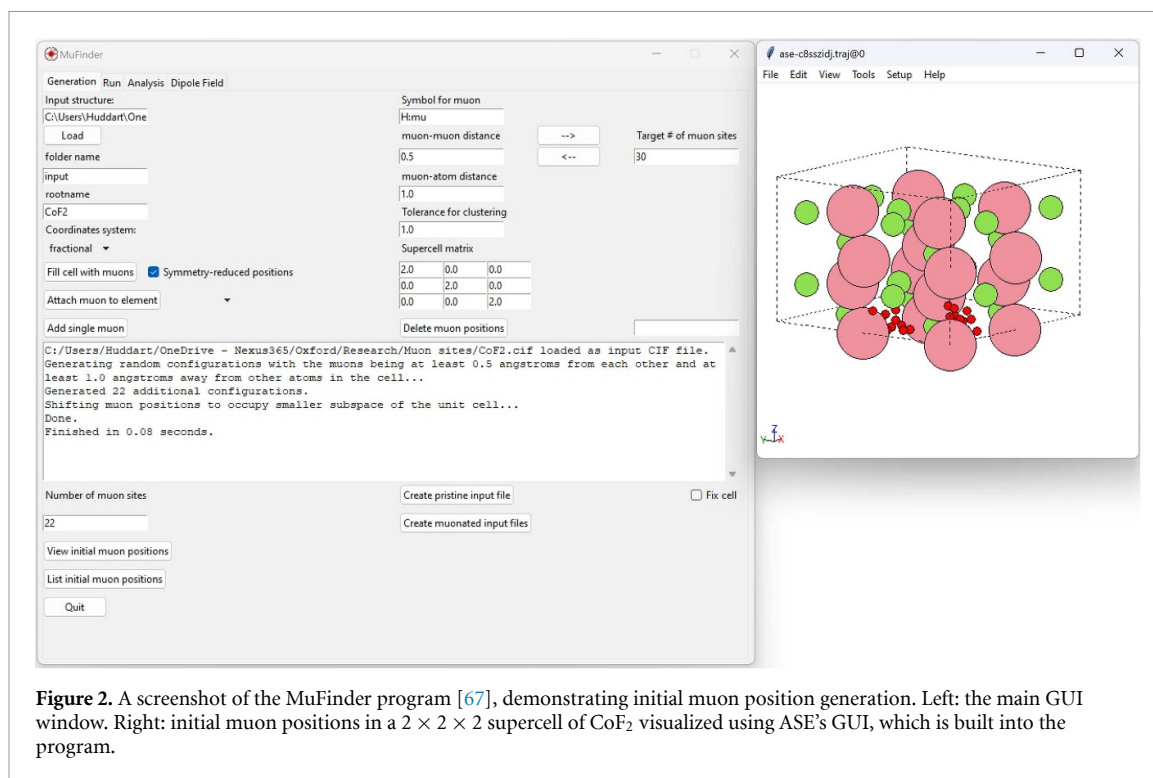 MuFinder
Generation Run Analysis Dipole Field
Input structure:
C:\Users\Huddart\One
Load
folder name
input
rootname
CoF2
Coordinates system:
fractional
Fill cell with muons Symmetry-reduced positions
Attach muon to element
Add single muon
Symbol for muon
H:mu
muon-muon distance --> Target # of muon sites
0.5 <-- 30
muon-atom distance
1.0
Tolerance for clustering
1.0
Supercell matrix
2.0 0.0 0.0
0.0 2.0 0.0
0.0 0.0 2.0
Delete muon positions
C:/Users/Huddart/OneDrive - Nexus365/Oxford/Research/Muon sites/CoF2.cif loaded as input CIF file.
Generating random configurations with the muons being at least 0.5 angstroms from each other and at
least 1.0 angstroms away from other atoms in the cell...
Generated 22 additional configurations.
Shifting muon positions to occupy smaller subspace of the unit cell...
Done.
Finished in 0.08 seconds.
Number of muon sites Create pristine input file Fix cell
22 Create muonated input files
View initial muon positions
List initial muon positions
Quit
ase-c8sszidj.traj@0
File Edit View Tools Setup Help
Z
Y X
Figure 2. A screenshot of the MuFinder program [67], demonstrating initial muon position generation. Left: the main GUI
window. Right: initial muon positions in a 2 × 2 × 2 supercell of CoF₂ visualized using ASE's GUI, which is built into the
program.